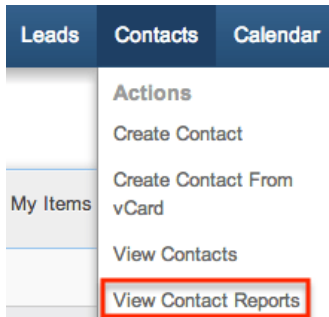 Leads Contacts Calendar
Actions
Create Contact
Create Contact From
My Items vCard
View Contacts
View Contact Reports